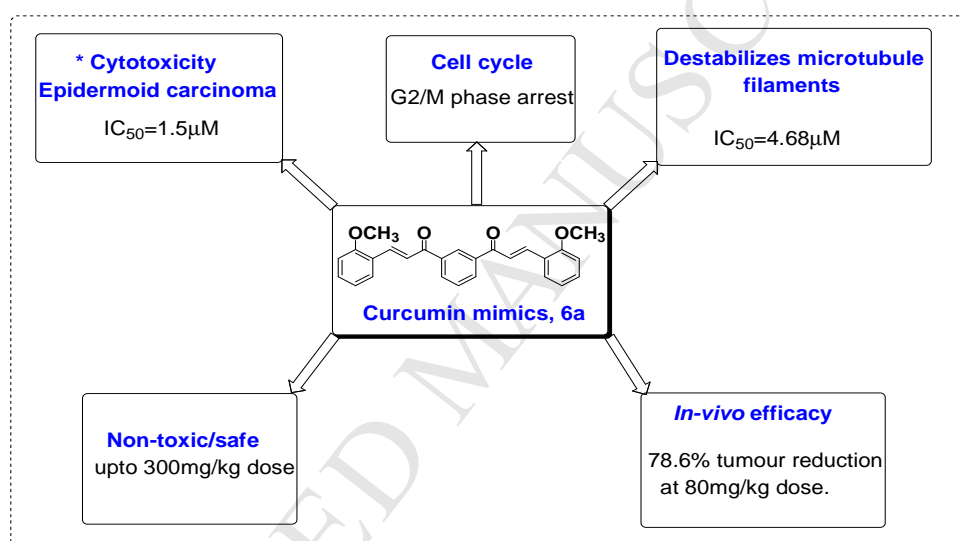 * Cytotoxicity
Epidermoid carcinoma
IC50=1.5μM
Cell cycle
G2/M phase arrest
Destabilizes microtubule
filaments
IC50=4.68μM
OCH3 O O OCH3
Curcumin mimics, 6a
Non-toxic/safe
upto 300mg/kg dose
In-vivo efficacy
78.6% tumour reduction
at 80mg/kg dose.